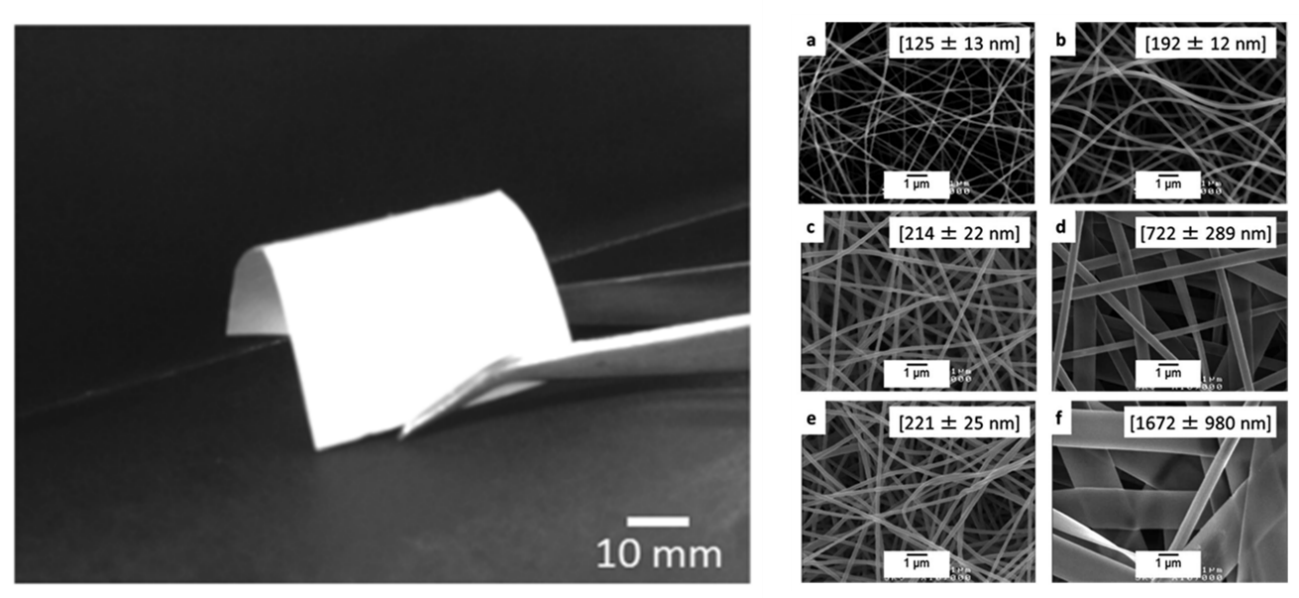 10 mm
a
[125 ± 13 nm]
1 μm
b
[192 ± 12 nm]
1 μm
c
[214 ± 22 nm]
1 μm
d
[722 ± 289 nm]
1 μm
e
[221 ± 25 nm]
1 μm
f
[1672 ± 980 nm]
1 μm